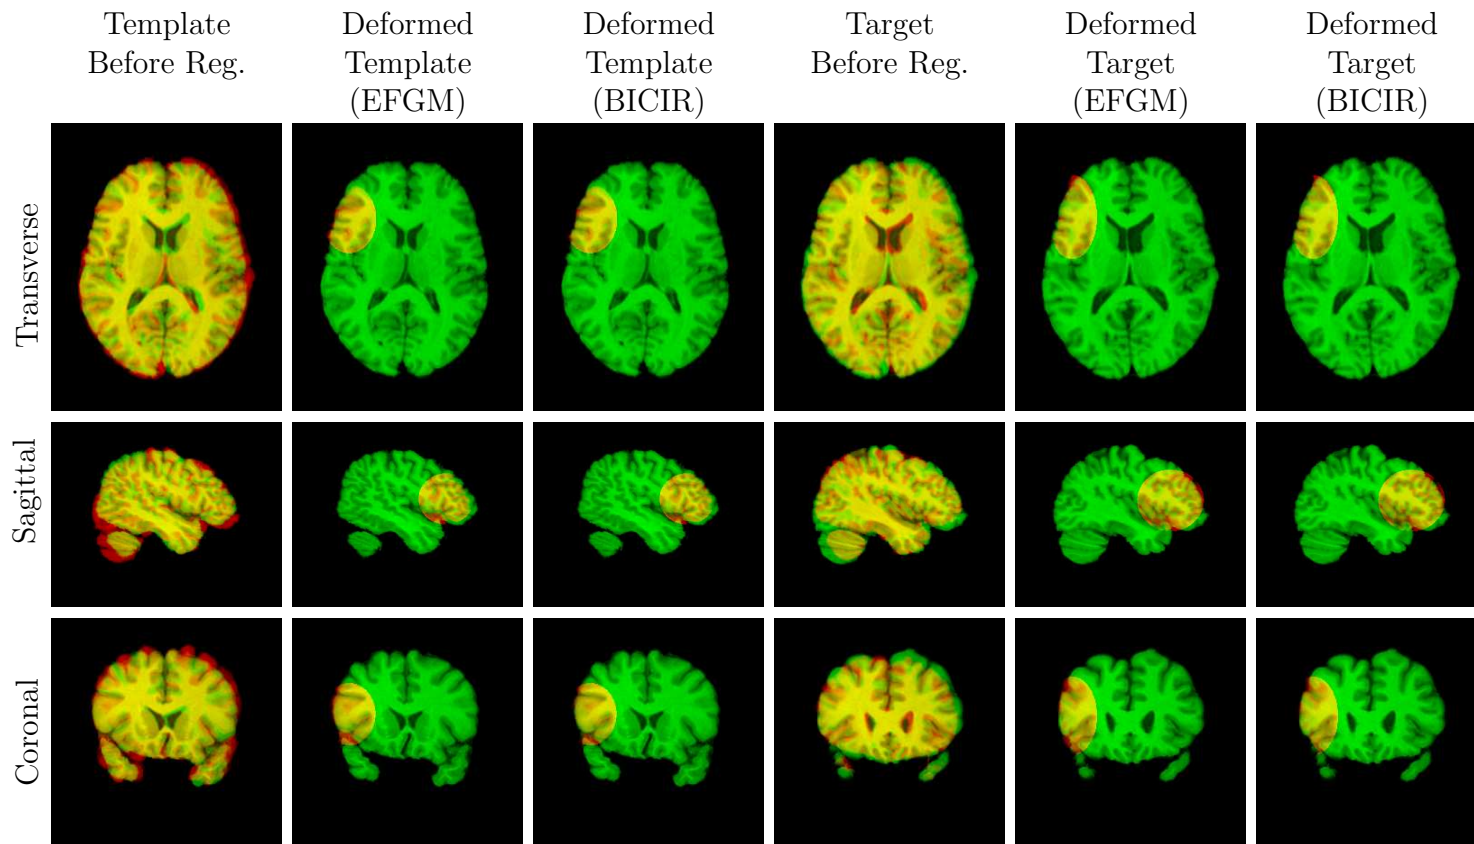 Template
Before Reg.
Deformed
Template
(EFGM)
Deformed
Template
(BICIR)
Target
Before Reg.
Deformed
Target
(EFGM)
Deformed
Target
(BICIR)
Transverse
Sagittal
Coronal